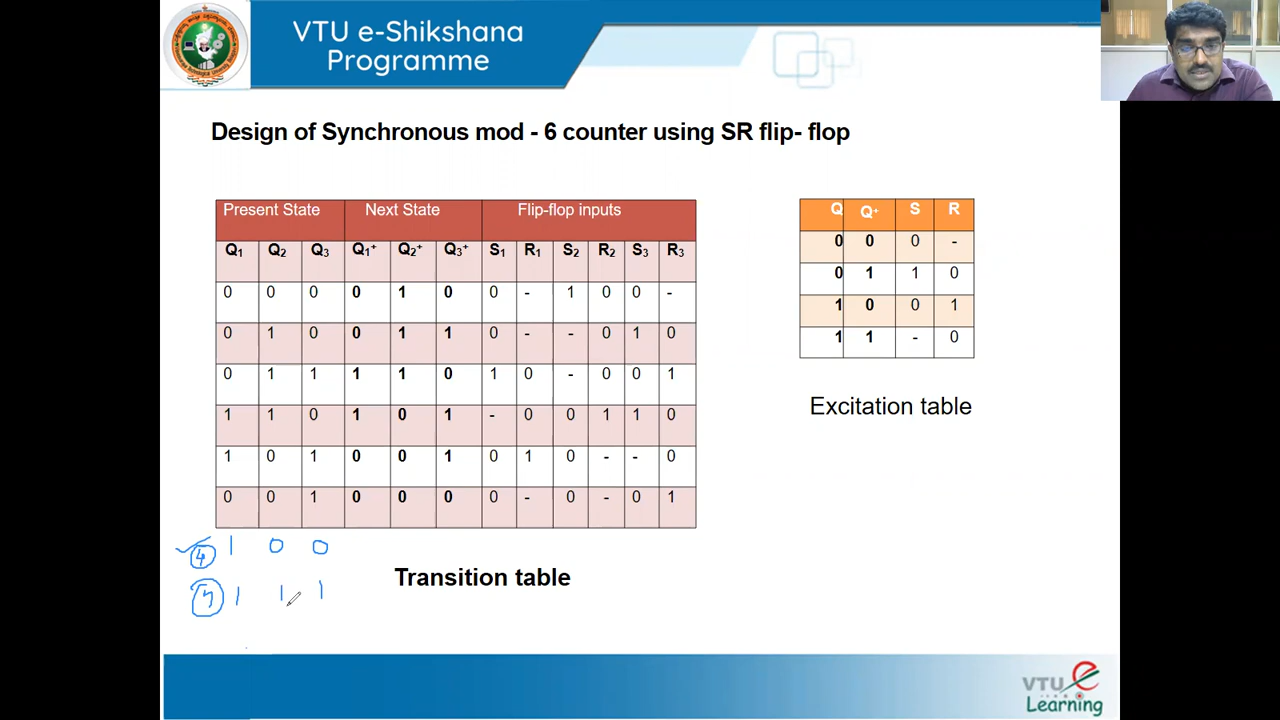 VTU e-Shikshana
Programme
Design of Synchronous mod - 6 counter using SR flip- flop
Present State Next State Flip-flop inputs
Q1 Q2 Q3 Q1+ Q2+ Q3+ S1 R1 S2 R2 S3 R3
0 0 0 0 1 0 0 - 1 0 0 -
0 1 0 0 1 1 0 - - 0 1 0
0 1 1 1 1 0 1 0 - 0 0 1
1 1 0 1 0 1 - 0 0 1 1 0
1 0 1 0 0 1 0 1 0 - - 0
0 0 1 0 0 0 0 - 0 - 0 1
4 1 0 0
7 1 1 1
Transition table
Q Q+ S R
0 0 0 -
0 1 1 0
1 0 0 1
1 1 - 0
Excitation table
VTU e
Learning